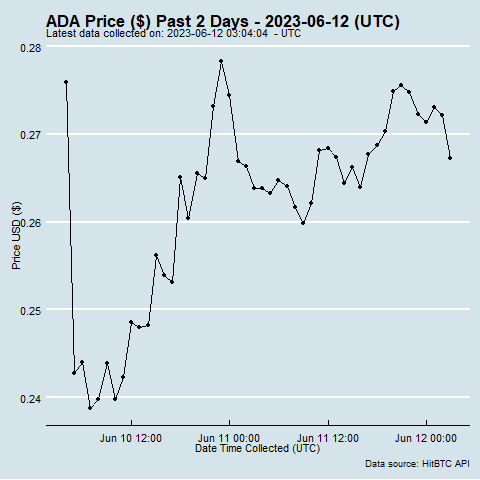 ADA Price ($) Past 2 Days - 2023-06-12 (UTC)
Latest data collected on: 2023-06-12 03:04:04 - UTC
0.28
0.27
0.26
0.25
0.24
Price USD ($)
Jun 10 12:00 Jun 11 00:00 Jun 11 12:00 Jun 12 00:00
Date Time Collected (UTC)
Data source: HitBTC API